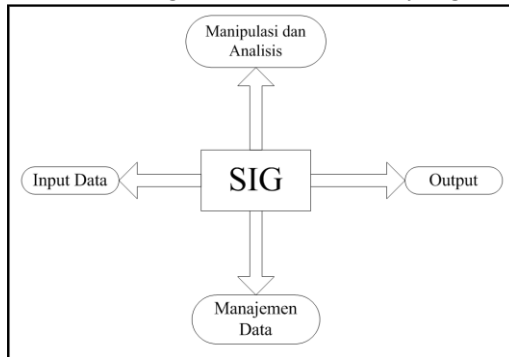 Manipulasi dan
Analisis
Input Data
SIG
Output
Manajemen
Data